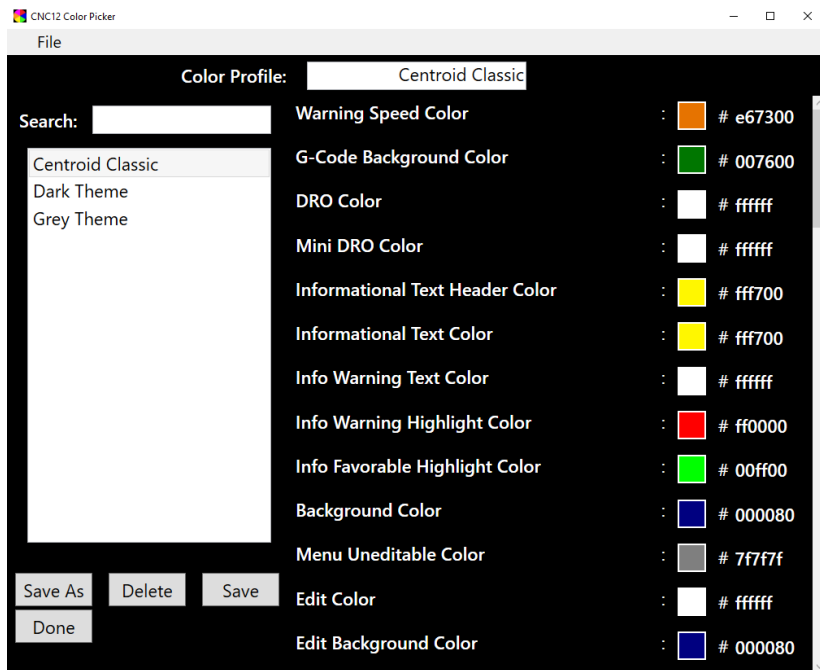 CNC12 Color Picker
File
Color Profile: Centroid Classic
Search:
Centroid Classic
Dark Theme
Grey Theme
Save As Delete Save
Done
Warning Speed Color : # e67300
G-Code Background Color : # 007600
DRO Color : # ffffff
Mini DRO Color : # ffffff
Informational Text Header Color : # fff700
Informational Text Color : # fff700
Info Warning Text Color : # ffffff
Info Warning Highlight Color : # ff0000
Info Favorable Highlight Color : # 00ff00
Background Color : # 000080
Menu Uneditable Color : # 7f7f7f
Edit Color : # ffffff
Edit Background Color : # 000080